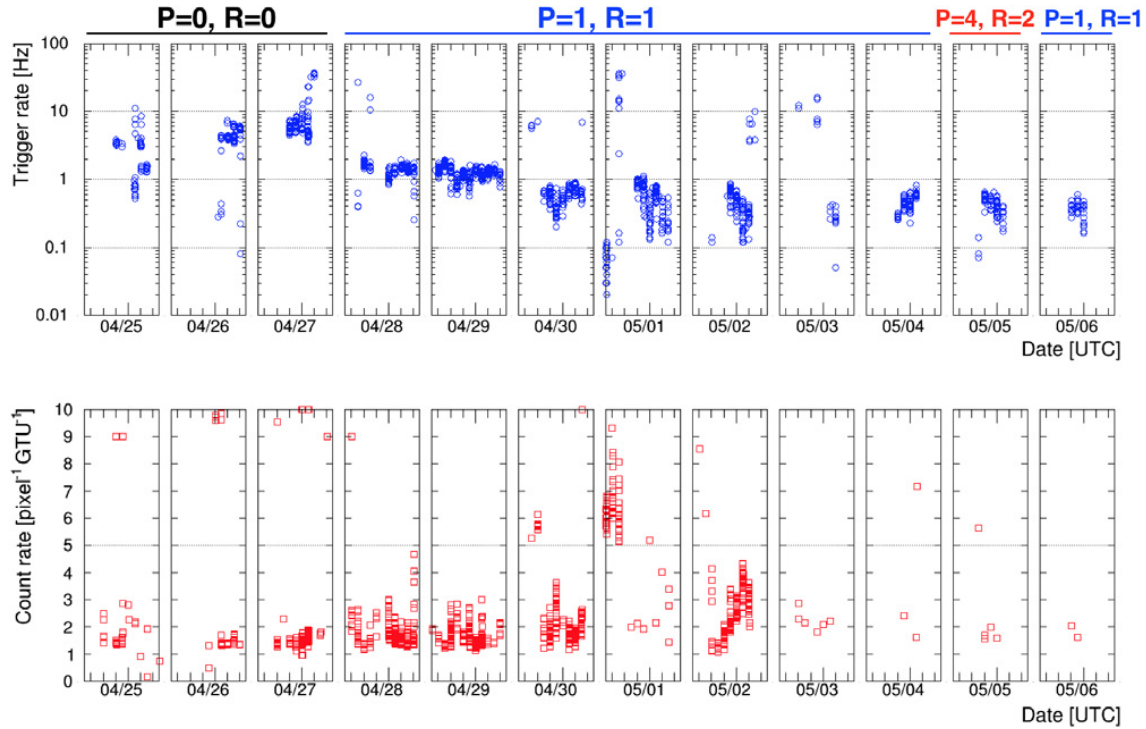 P=0, R=0 P=1, R=1 P=4, R=2 P=1, R=1
Trigger rate [Hz]
100
10
1
0.1
0.01
04/25 04/26 04/27 04/28 04/29 04/30 05/01 05/02 05/03 05/04 05/05 05/06
Date [UTC]
Count rate [pixel⁻¹ GTU⁻¹]
10
9
8
7
6
5
4
3
2
1
0
04/25 04/26 04/27 04/28 04/29 04/30 05/01 05/02 05/03 05/04 05/05 05/06
Date [UTC]